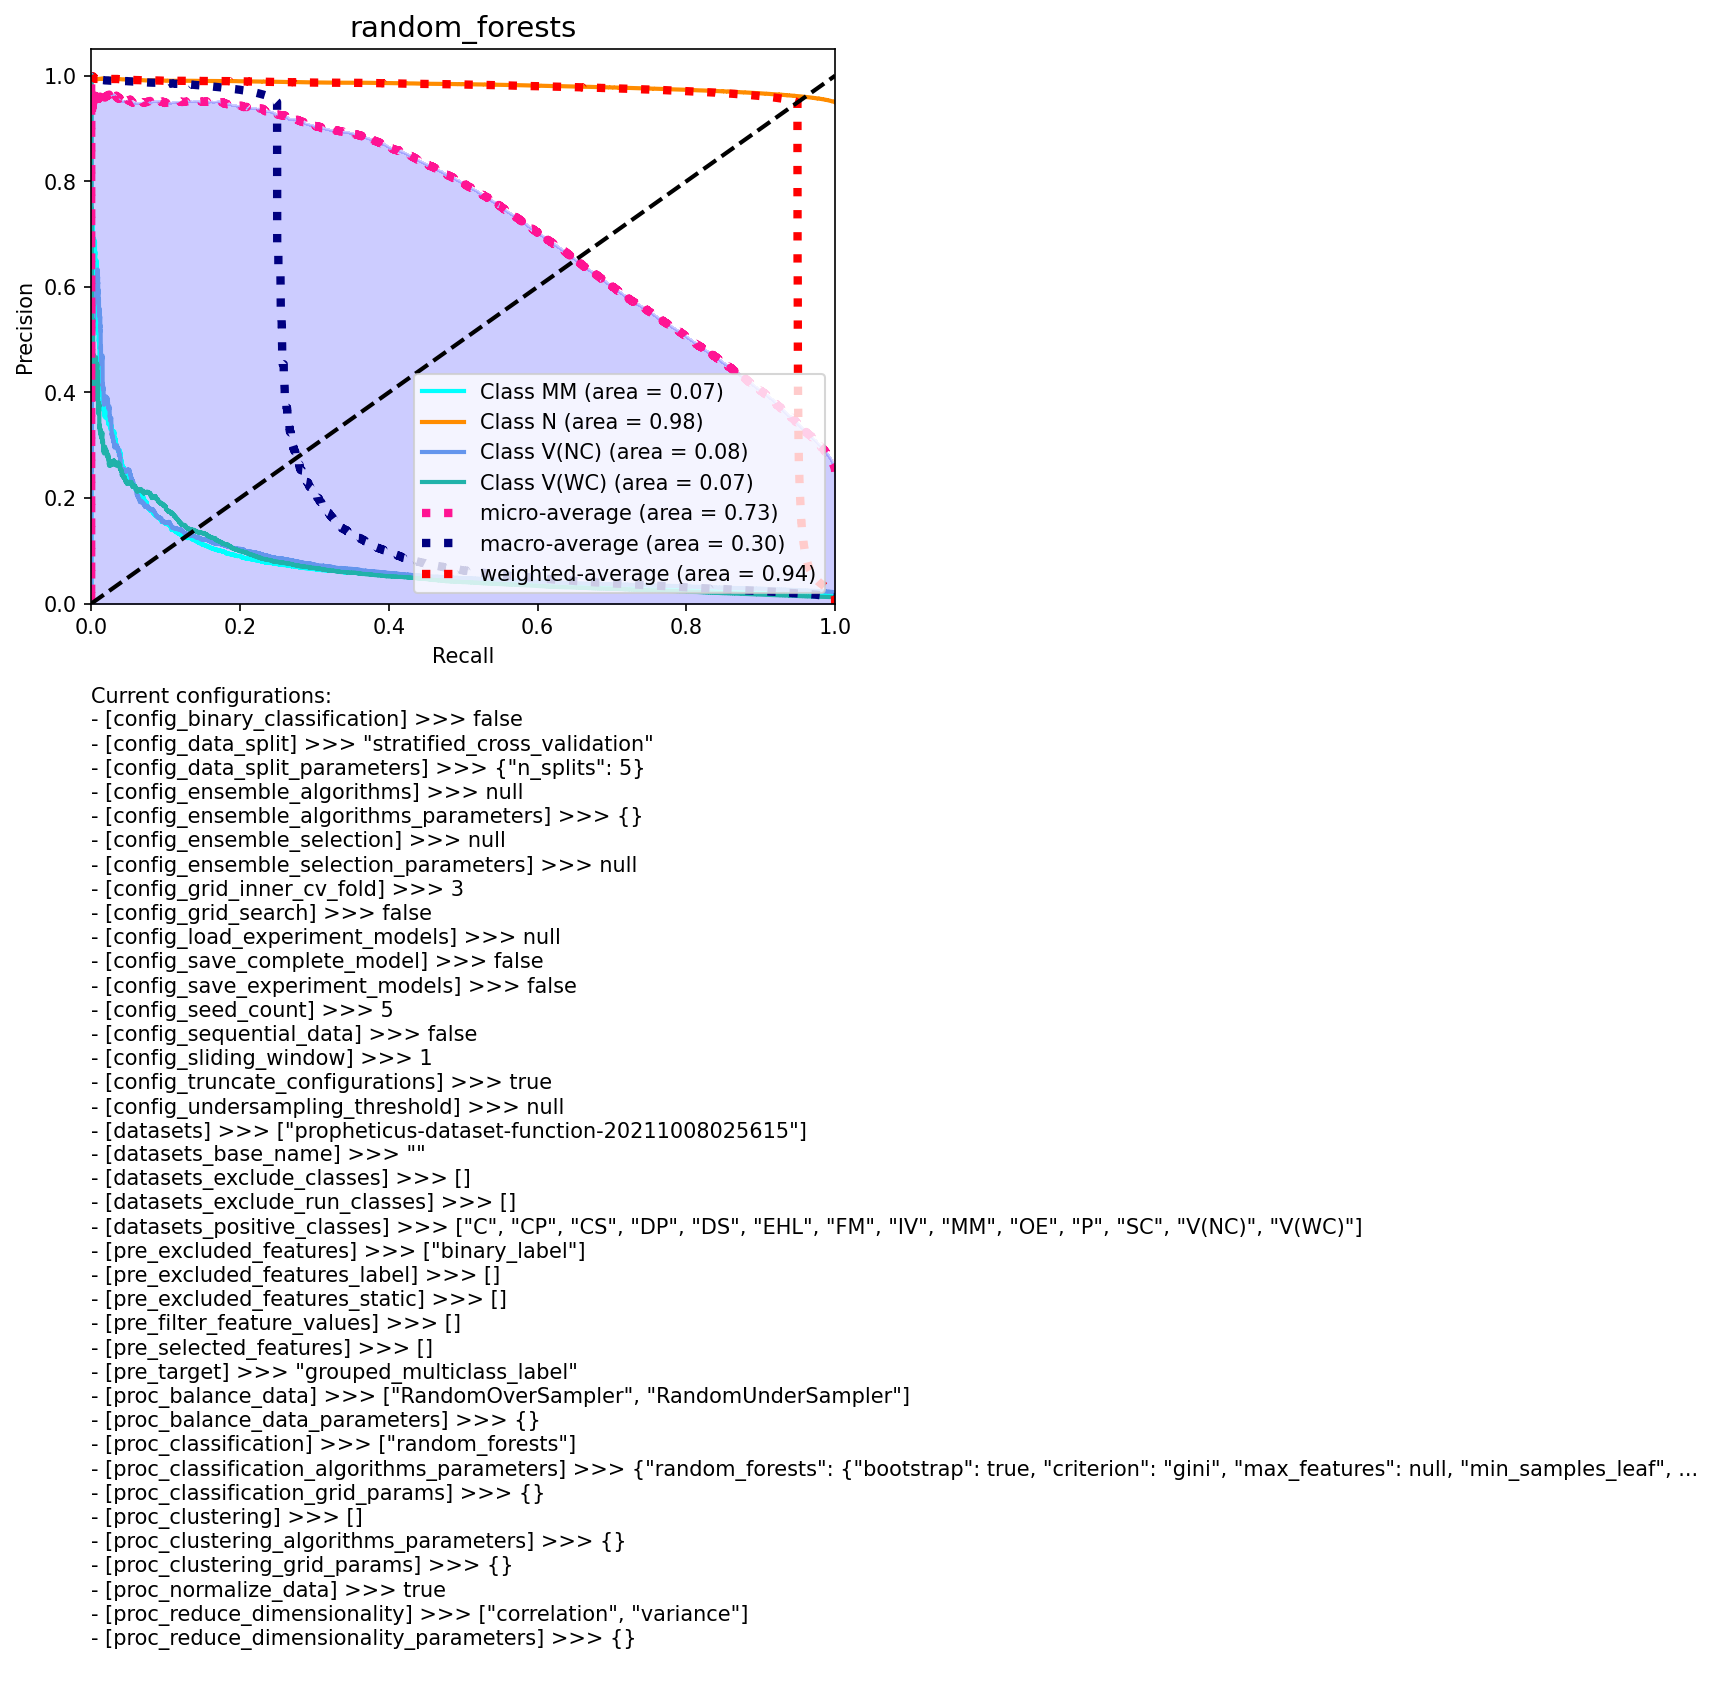 random_forests
1.0
0.8
0.6
0.4
0.2
0.0
Precision
0.0 0.2 0.4 0.6 0.8 1.0
Recall
Class MM (area = 0.07)
Class N (area = 0.98)
Class V(NC) (area = 0.08)
Class V(WC) (area = 0.07)
micro-average (area = 0.73)
macro-average (area = 0.30)
weighted-average (area = 0.94)
Current configurations:
- [config_binary_classification] >>> false
- [config_data_split] >>> "stratified_cross_validation"
- [config_data_split_parameters] >>> {"n_splits": 5}
- [config_ensemble_algorithms] >>> null
- [config_ensemble_algorithms_parameters] >>> {}
- [config_ensemble_selection] >>> null
- [config_ensemble_selection_parameters] >>> null
- [config_grid_inner_cv_fold] >>> 3
- [config_grid_search] >>> false
- [config_load_experiment_models] >>> null
- [config_save_complete_model] >>> false
- [config_save_experiment_models] >>> false
- [config_seed_count] >>> 5
- [config_sequential_data] >>> false
- [config_sliding_window] >>> 1
- [config_truncate_configurations] >>> true
- [config_undersampling_threshold] >>> null
- [datasets] >>> ["propheticus-dataset-function-20211008025615"]
- [datasets_base_name] >>> ""
- [datasets_exclude_classes] >>> []
- [datasets_exclude_run_classes] >>> []
- [datasets_positive_classes] >>> ["C", "CP", "CS", "DP", "DS", "EHL", "FM", "IV", "MM", "OE", "P", "SC", "V(NC)", "V(WC)"]
- [pre_excluded_features] >>> ["binary_label"]
- [pre_excluded_features_label] >>> []
- [pre_excluded_features_static] >>> []
- [pre_filter_feature_values] >>> []
- [pre_selected_features] >>> []
- [pre_target] >>> "grouped_multiclass_label"
- [proc_balance_data] >>> ["RandomOverSampler", "RandomUnderSampler"]
- [proc_balance_data_parameters] >>> {}
- [proc_classification] >>> ["random_forests"]
- [proc_classification_algorithms_parameters] >>> {"random_forests": {"bootstrap": true, "criterion": "gini", "max_features": null, "min_samples_leaf", ...
- [proc_classification_grid_params] >>> {}
- [proc_clustering] >>> []
- [proc_clustering_algorithms_parameters] >>> {}
- [proc_clustering_grid_params] >>> {}
- [proc_normalize_data] >>> true
- [proc_reduce_dimensionality] >>> ["correlation", "variance"]
- [proc_reduce_dimensionality_parameters] >>> {}